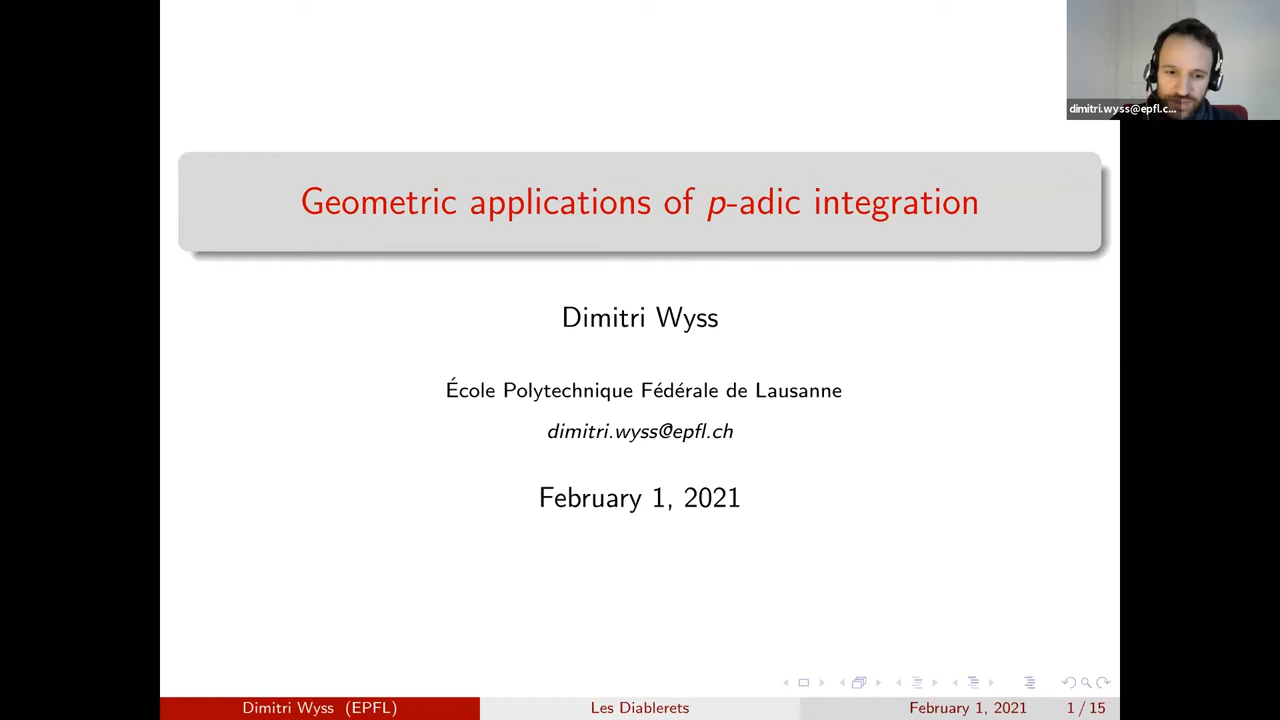 dimitri.wyss@epfl.c...
Geometric applications of p-adic integration
Dimitri Wyss
École Polytechnique Fédérale de Lausanne
dimitri.wyss@epfl.ch
February 1, 2021
Dimitri Wyss (EPFL) Les Diablerets February 1, 2021 1 / 15